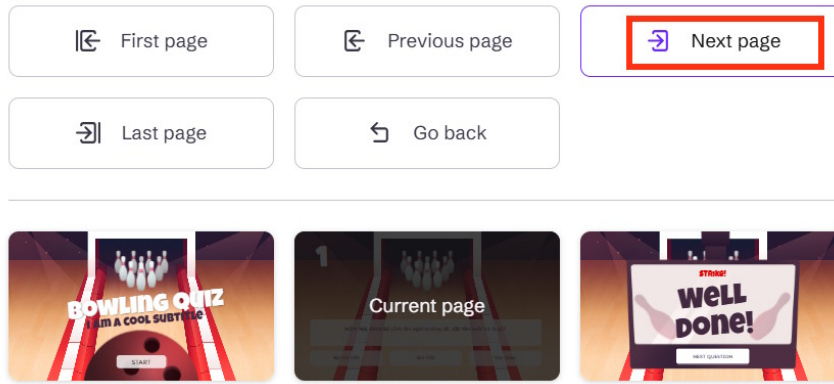 First page
Previous page
Next page
Last page
Go back
BOWLING QUIZ
I AM A COOL SUBTITLE
START
1
Current page
STRIKE!
WELL
DONE!
NEXT QUESTION